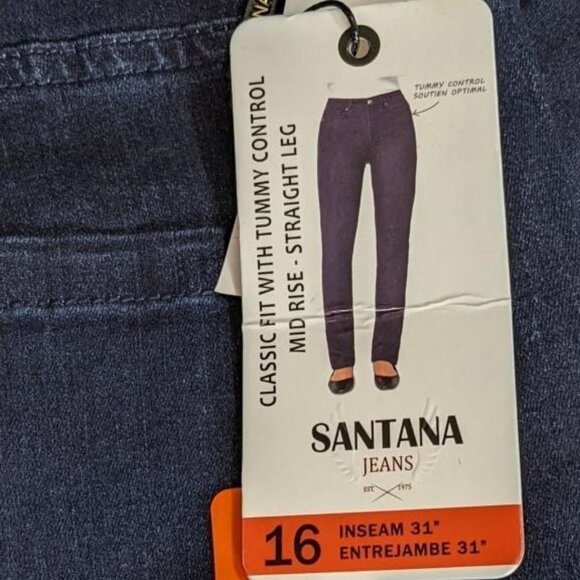 CLASSIC FIT WITH TUMMY CONTROL
MID RISE - STRAIGHT LEG
TUMMY CONTROL
SOUTIEN OPTIMAL
SANTANA
JEANS
EST. 1975
16
INSEAM 31"
ENTREJAMBE 31"